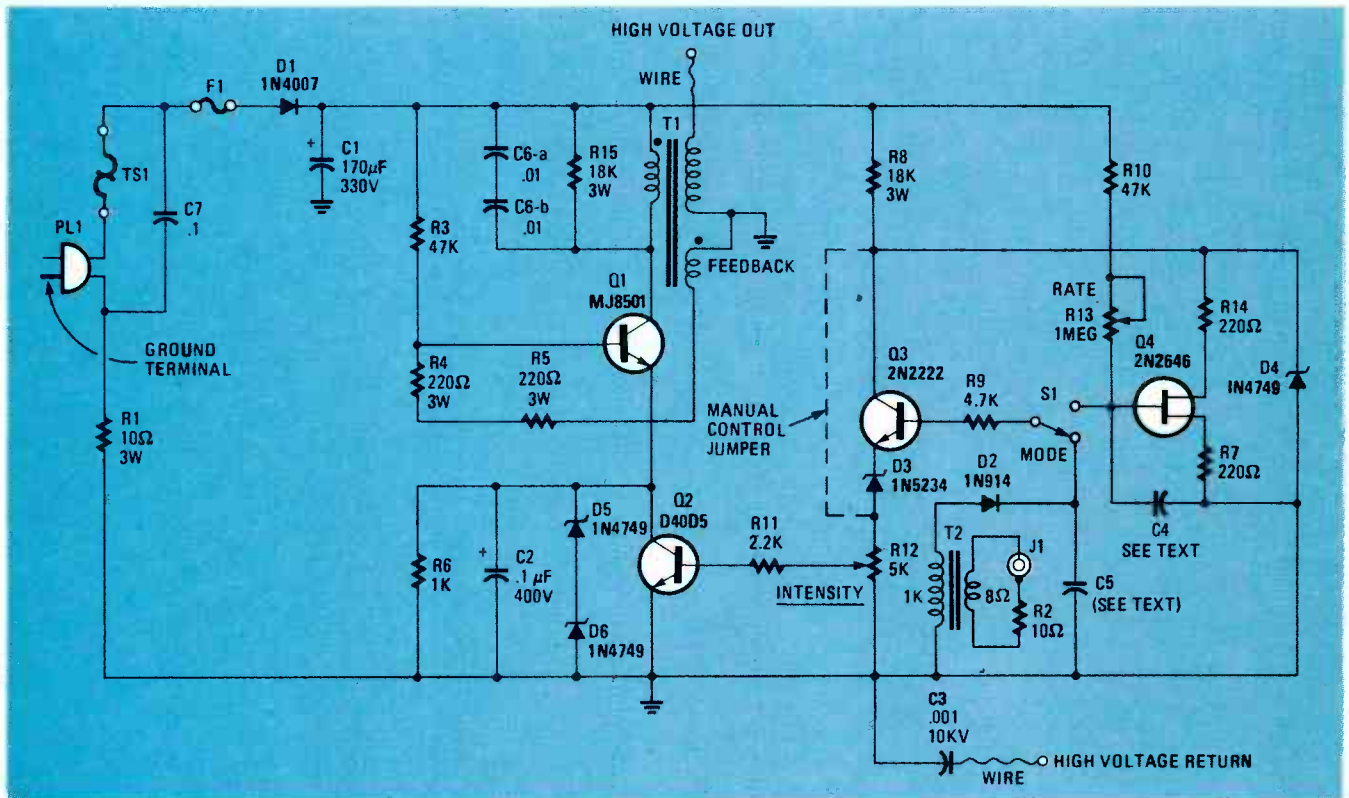 HIGH VOLTAGE OUT
WIRE
D1
1N4007
F1
T1
TS1
C1
170µF
330V
+
C6-a
.01
C6-b
.01
R15
18K
3W
R8
18K
3W
R10
47K
C7
.1
PL1
R3
47K
FEEDBACK
Q1
MJ8501
GROUND
TERMINAL
R4
220Ω
3W
R5
220Ω
3W
RATE
R13
1MEG
R14
220Ω
Q4
2N2646
D4
1N4749
Q3
2N2222
R9
4.7K
S1
MODE
MANUAL
CONTROL
JUMPER
R1
10Ω
3W
D3
1N5234
D2
1N914
R7
220Ω
C4
SEE TEXT
R6
1K
+
C2
.1 µF
400V
D5
1N4749
D6
1N4749
Q2
D40D5
R11
2.2K
INTENSITY
R12
5K
T2
1K
8Ω
J1
R2
10Ω
C5
(SEE TEXT)
C3
.001
10KV
WIRE
HIGH VOLTAGE RETURN